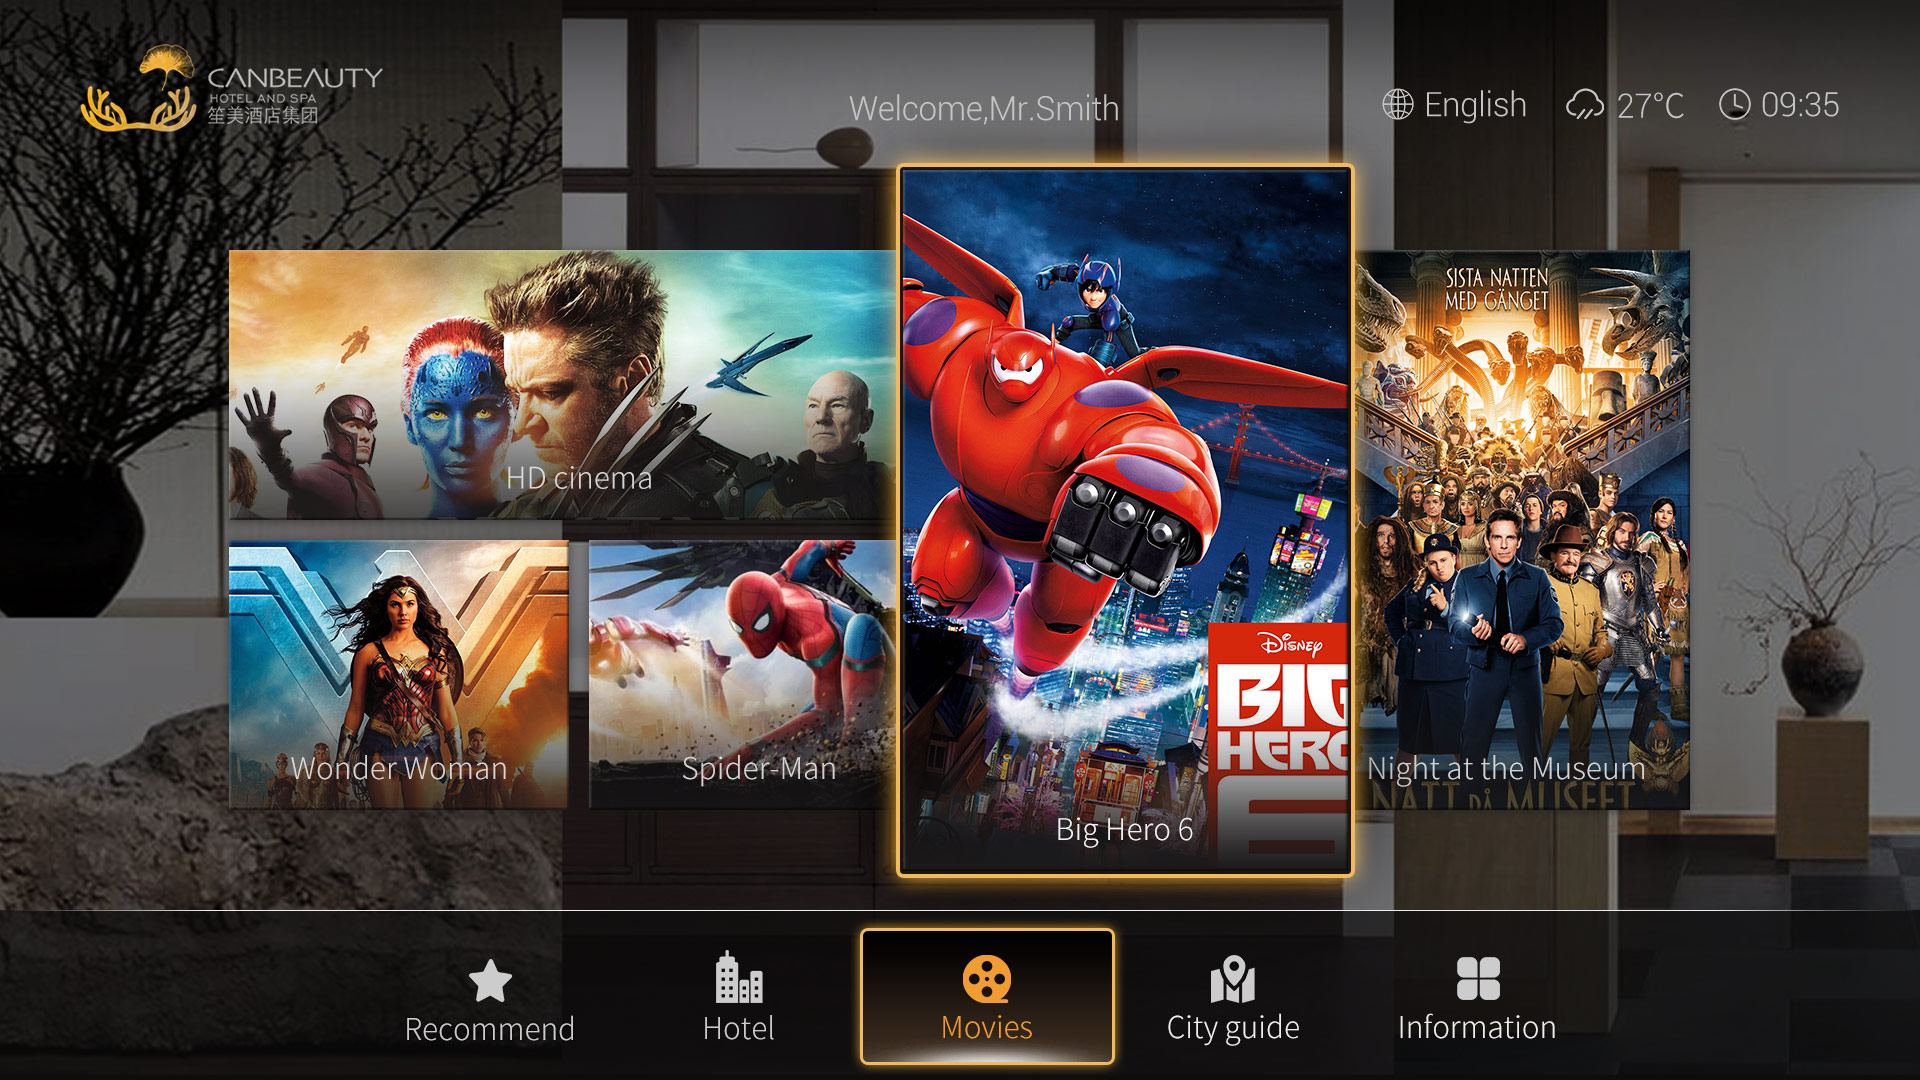 CANBEAUTY
HOTEL AND SPA
笙美酒店集团
Welcome,Mr.Smith
English
27°C
09:35
HD cinema
Wonder Woman
Spider-Man
Disney
BIG
HERO
6
Big Hero 6
SISTA NATTEN
MED GÄNGET
Night at the Museum
NATT PÅ MUSEET
Recommend
Hotel
Movies
City guide
Information